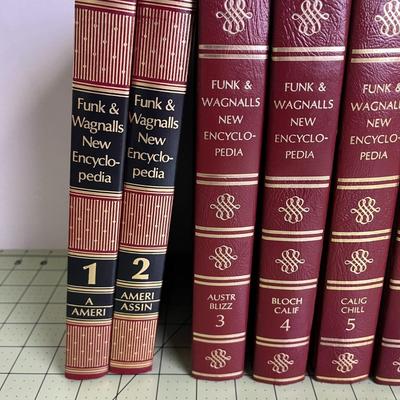 Funk &
Wagnalls
New
Encyclo-
pedia
1
A
AMERI
Funk &
Wagnalls
New
Encyclo-
pedia
2
AMERI
ASSIN
FUNK &
WAGNALLS
NEW
ENCYCLO-
PEDIA
AUSTR
BLIZZ
3
FUNK &
WAGNALLS
NEW
ENCYCLO-
PEDIA
BLOCH
CALIF
4
FUNK &
WAGNALLS
NEW
ENCYCLO-
PEDIA
CALIG
CHILL
5